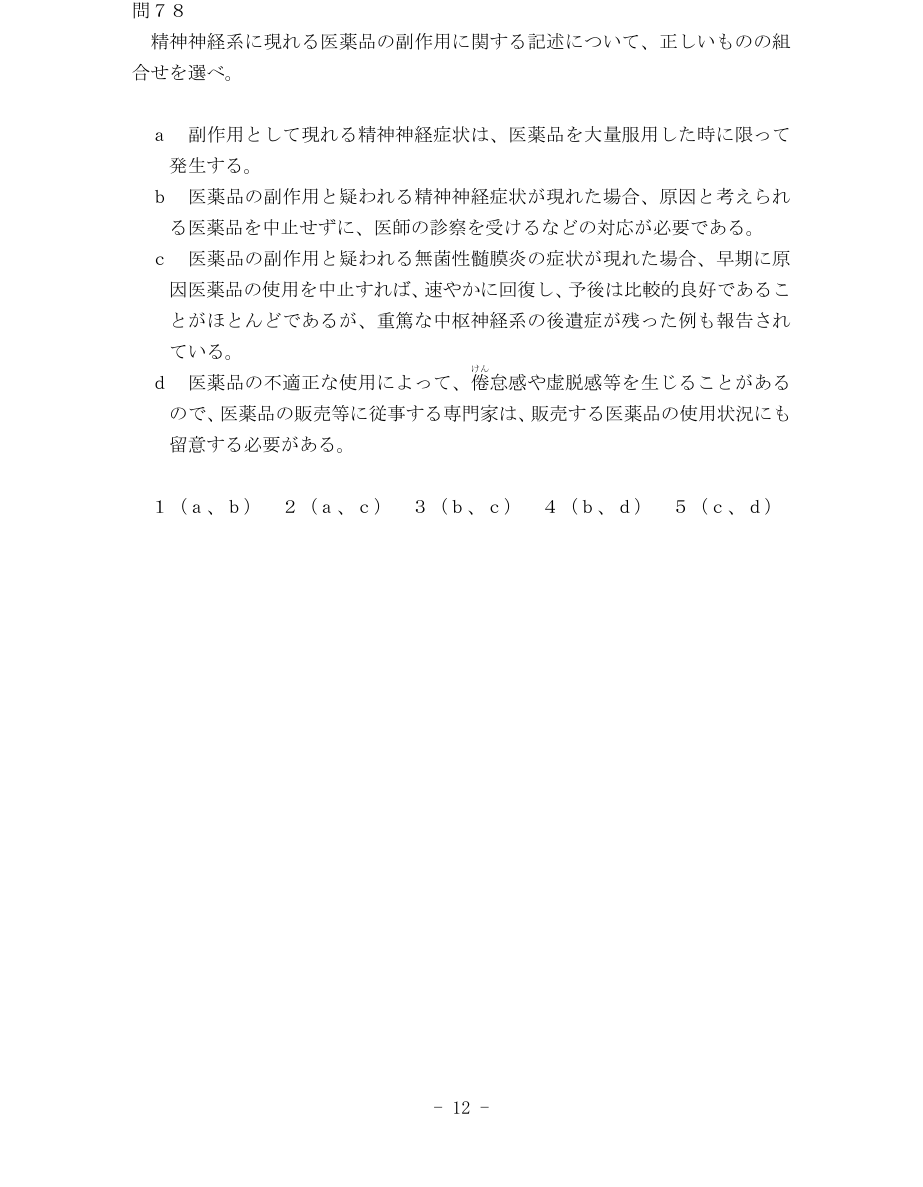 問７８
精神神経系に現れる医薬品の副作用に関する記述について、正しいものの組
合せを選べ。
ａ　副作用として現れる精神神経症状は、医薬品を大量服用した時に限って
発生する。
ｂ　医薬品の副作用と疑われる精神神経症状が現れた場合、原因と考えられ
る医薬品を中止せずに、医師の診察を受けるなどの対応が必要である。
ｃ　医薬品の副作用と疑われる無菌性髄膜炎の症状が現れた場合、早期に原
因医薬品の使用を中止すれば、速やかに回復し、予後は比較的良好であるこ
とがほとんどであるが、重篤な中枢神経系の後遺症が残った例も報告され
ている。
けん
ｄ　医薬品の不適正な使用によって、倦怠感や虚脱感等を生じることがある
ので、医薬品の販売等に従事する専門家は、販売する医薬品の使用状況にも
留意する必要がある。
１（ａ、ｂ）　２（ａ、ｃ）　３（ｂ、ｃ）　４（ｂ、ｄ）　５（ｃ、ｄ）
- 12 -